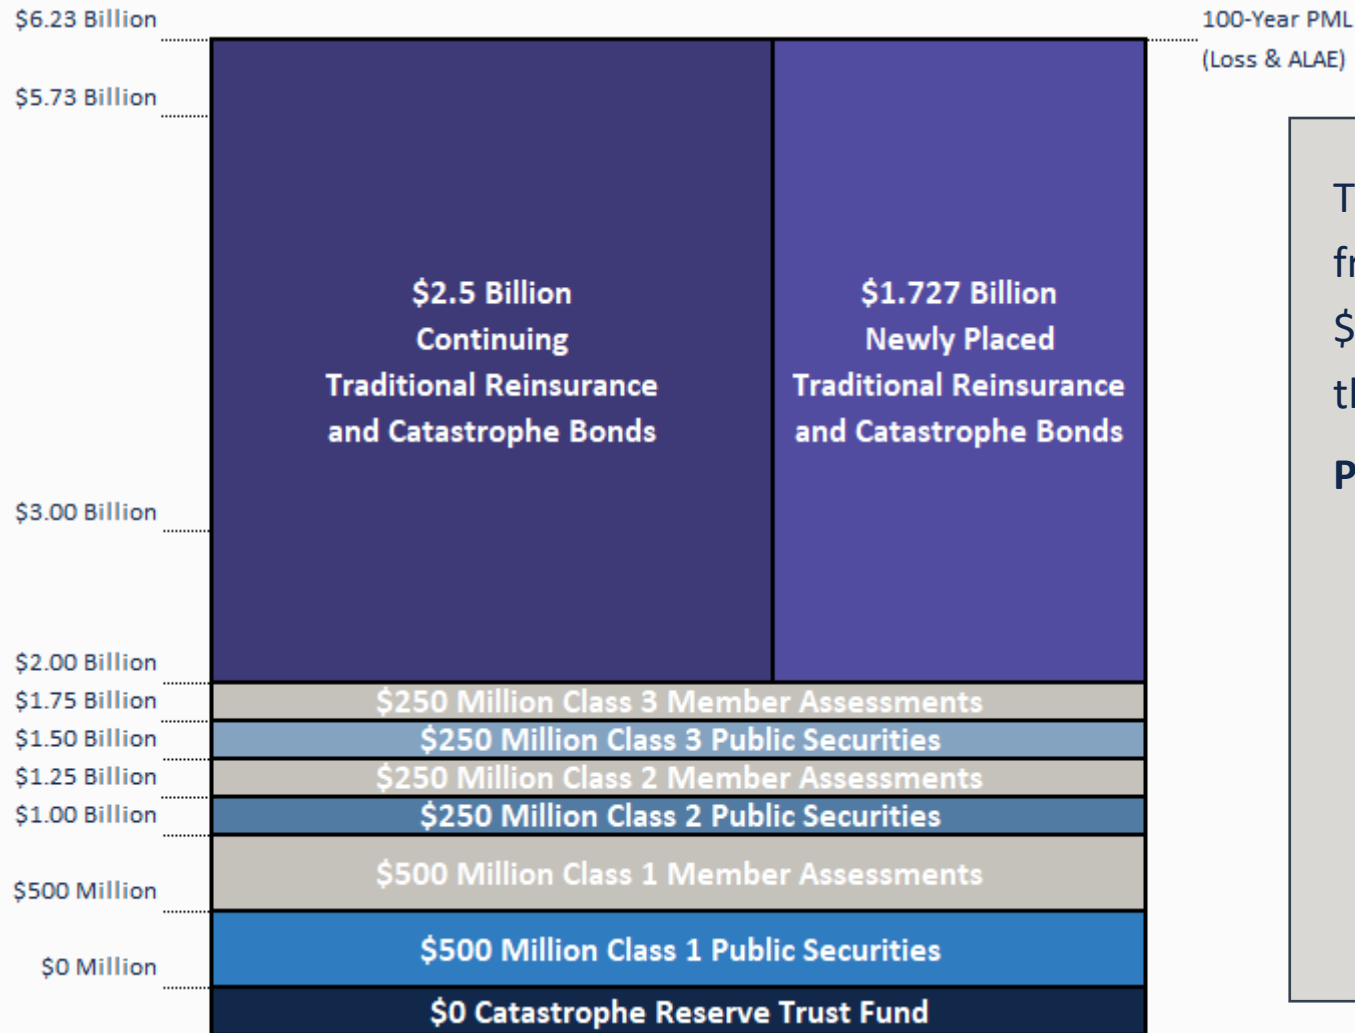 $6.23 Billion
$5.73 Billion
$3.00 Billion
$2.00 Billion
$1.75 Billion
$1.50 Billion
$1.25 Billion
$1.00 Billion
$500 Million
$0 Million
$2.5 Billion
Continuing
Traditional Reinsurance
and Catastrophe Bonds
$1.727 Billion
Newly Placed
Traditional Reinsurance
and Catastrophe Bonds
$250 Million Class 3 Member Assessments
$250 Million Class 3 Public Securities
$250 Million Class 2 Member Assessments
$250 Million Class 2 Public Securities
$500 Million Class 1 Member Assessments
$500 Million Class 1 Public Securities
$0 Catastrophe Reserve Trust Fund
100-Year PML
(Loss & ALAE)